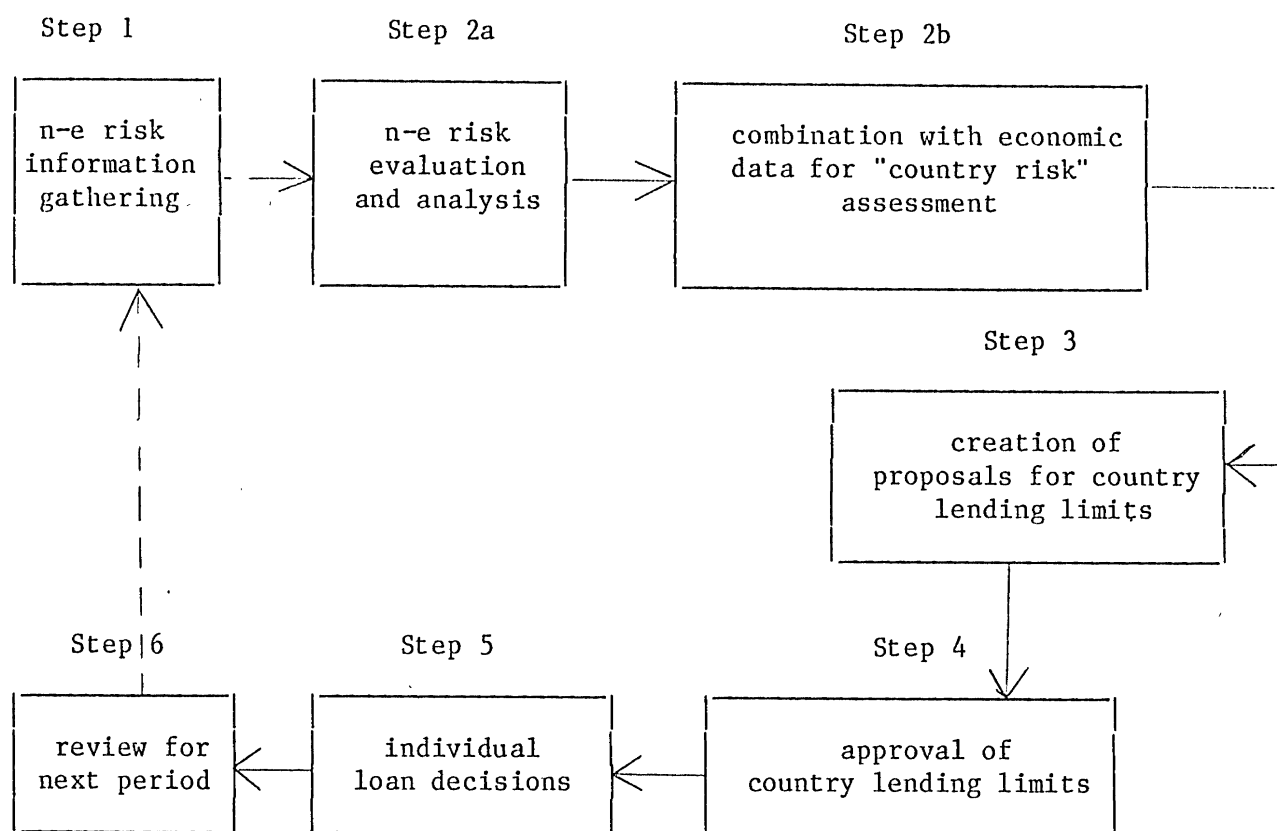 Step 1
n-e risk
information
gathering
Step 2a
n-e risk
evaluation
and analysis
Step 2b
combination with economic
data for "country risk"
assessment
Step 3
creation of
proposals for country
lending limits
Step 4
approval of
country lending limits
Step 5
individual
loan decisions
Step 6
review for
next period